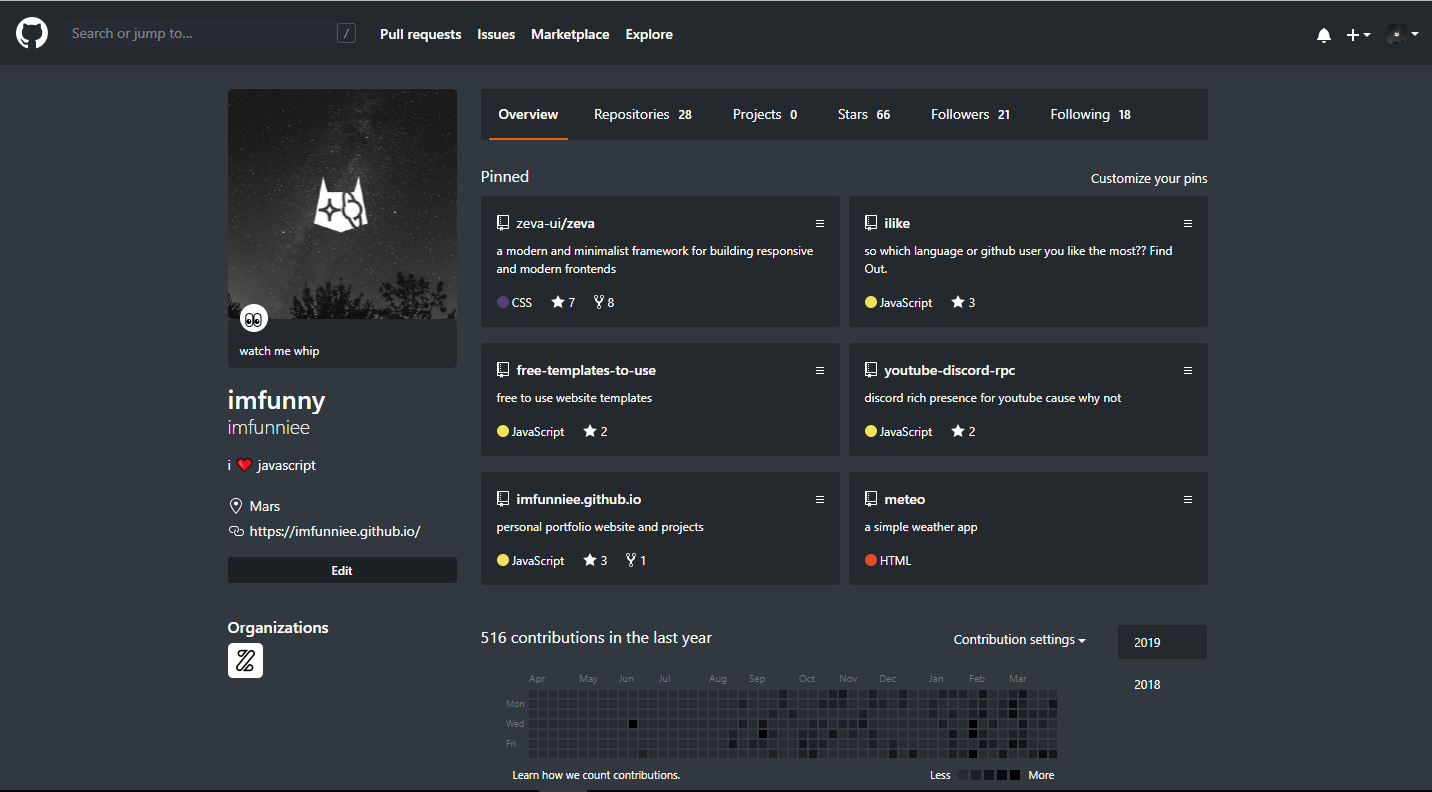 Search or jump to...
/
Pull requests
Issues
Marketplace
Explore
watch me whip
imfunny
imfunniee
i ❤ javascript
Mars
https://imfunniee.github.io/
Edit
Organizations
Overview
Repositories 28
Projects 0
Stars 66
Followers 21
Following 18
Pinned
Customize your pins
zeva-ui/zeva
a modern and minimalist framework for building responsive
and modern frontends
CSS 7 8
ilike
so which language or github user you like the most?? Find
Out.
JavaScript 3
free-templates-to-use
free to use website templates
JavaScript 2
youtube-discord-rpc
discord rich presence for youtube cause why not
JavaScript 2
imfunniee.github.io
personal portfolio website and projects
JavaScript 3 1
meteo
a simple weather app
HTML
516 contributions in the last year
Contribution settings
2019
2018
Apr May Jun Jul Aug Sep Oct Nov Dec Jan Feb Mar
Mon
Wed
Fri
Learn how we count contributions.
Less
More